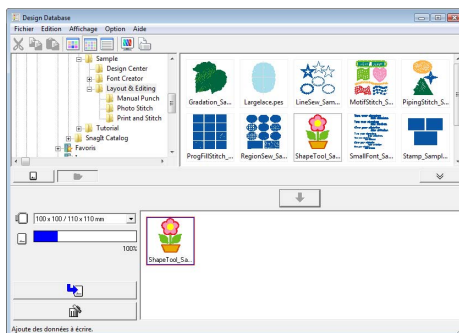 Design Database
Fichier Edition Affichage Option Aide
Sample
Design Center
Font Creator
Layout & Editing
Manual Punch
Photo Stitch
Print and Stitch
Tutorial
SnagIt Catalog
Favoris
Gradation_Sa...
Largelace.pes
LineSew_Sam...
MotifStitch_S...
PipingStitch_S...
ProgFillStitch_...
RegionSew_Sa...
ShapeTool_Sa...
SmallFont_Sa...
Stamp_Sampl...
100 x 100 / 110 x 110 mm
100%
ShapeTool_Sa...
Ajoute des données à écrire.